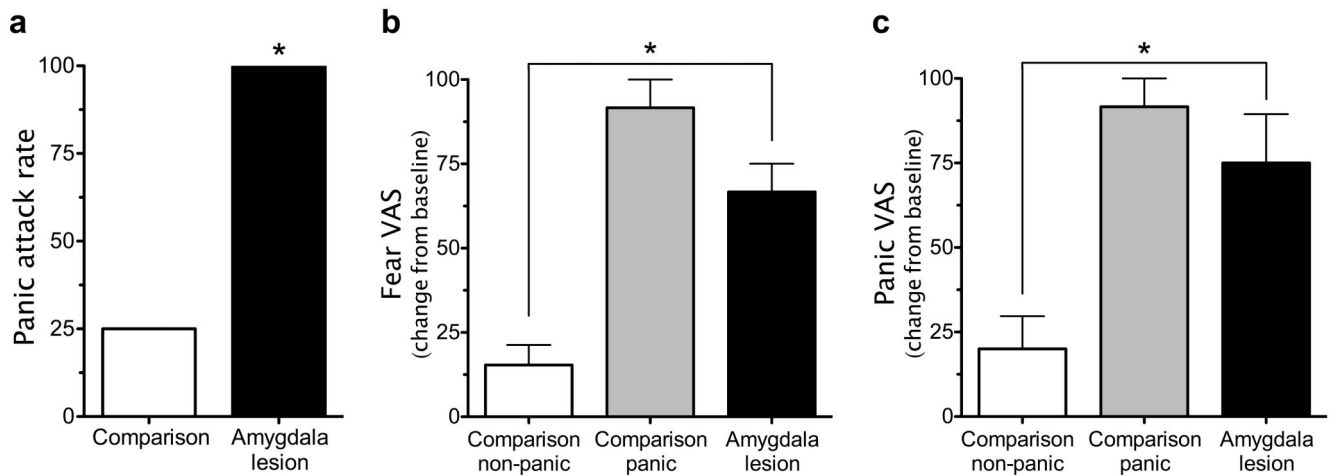 a
Panic attack rate
100
75
50
25
0
*
Comparison
Amygdala
lesion
b
Fear VAS
(change from baseline)
100
75
50
25
0
*
Comparison
non-panic
Comparison
panic
Amygdala
lesion
c
Panic VAS
(change from baseline)
100
75
50
25
0
*
Comparison
non-panic
Comparison
panic
Amygdala
lesion